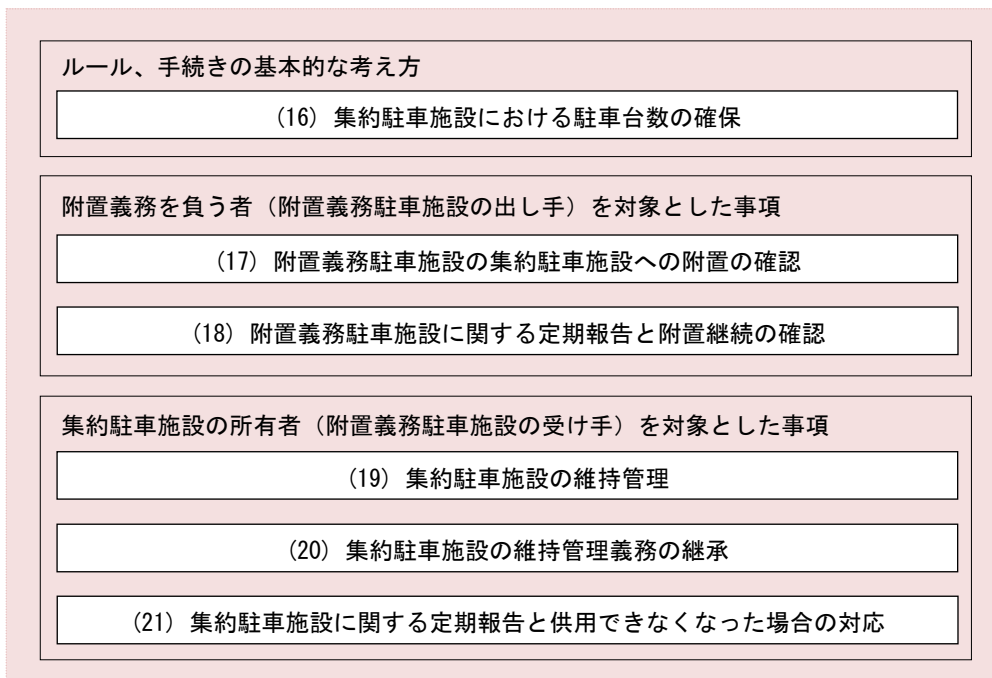 ルール、手続きの基本的な考え方
(16) 集約駐車施設における駐車台数の確保
附置義務を負う者（附置義務駐車施設の出し手）を対象とした事項
(17) 附置義務駐車施設の集約駐車施設への附置の確認
(18) 附置義務駐車施設に関する定期報告と附置継続の確認
集約駐車施設の所有者（附置義務駐車施設の受け手）を対象とした事項
(19) 集約駐車施設の維持管理
(20) 集約駐車施設の維持管理義務の継承
(21) 集約駐車施設に関する定期報告と供用できなくなった場合の対応